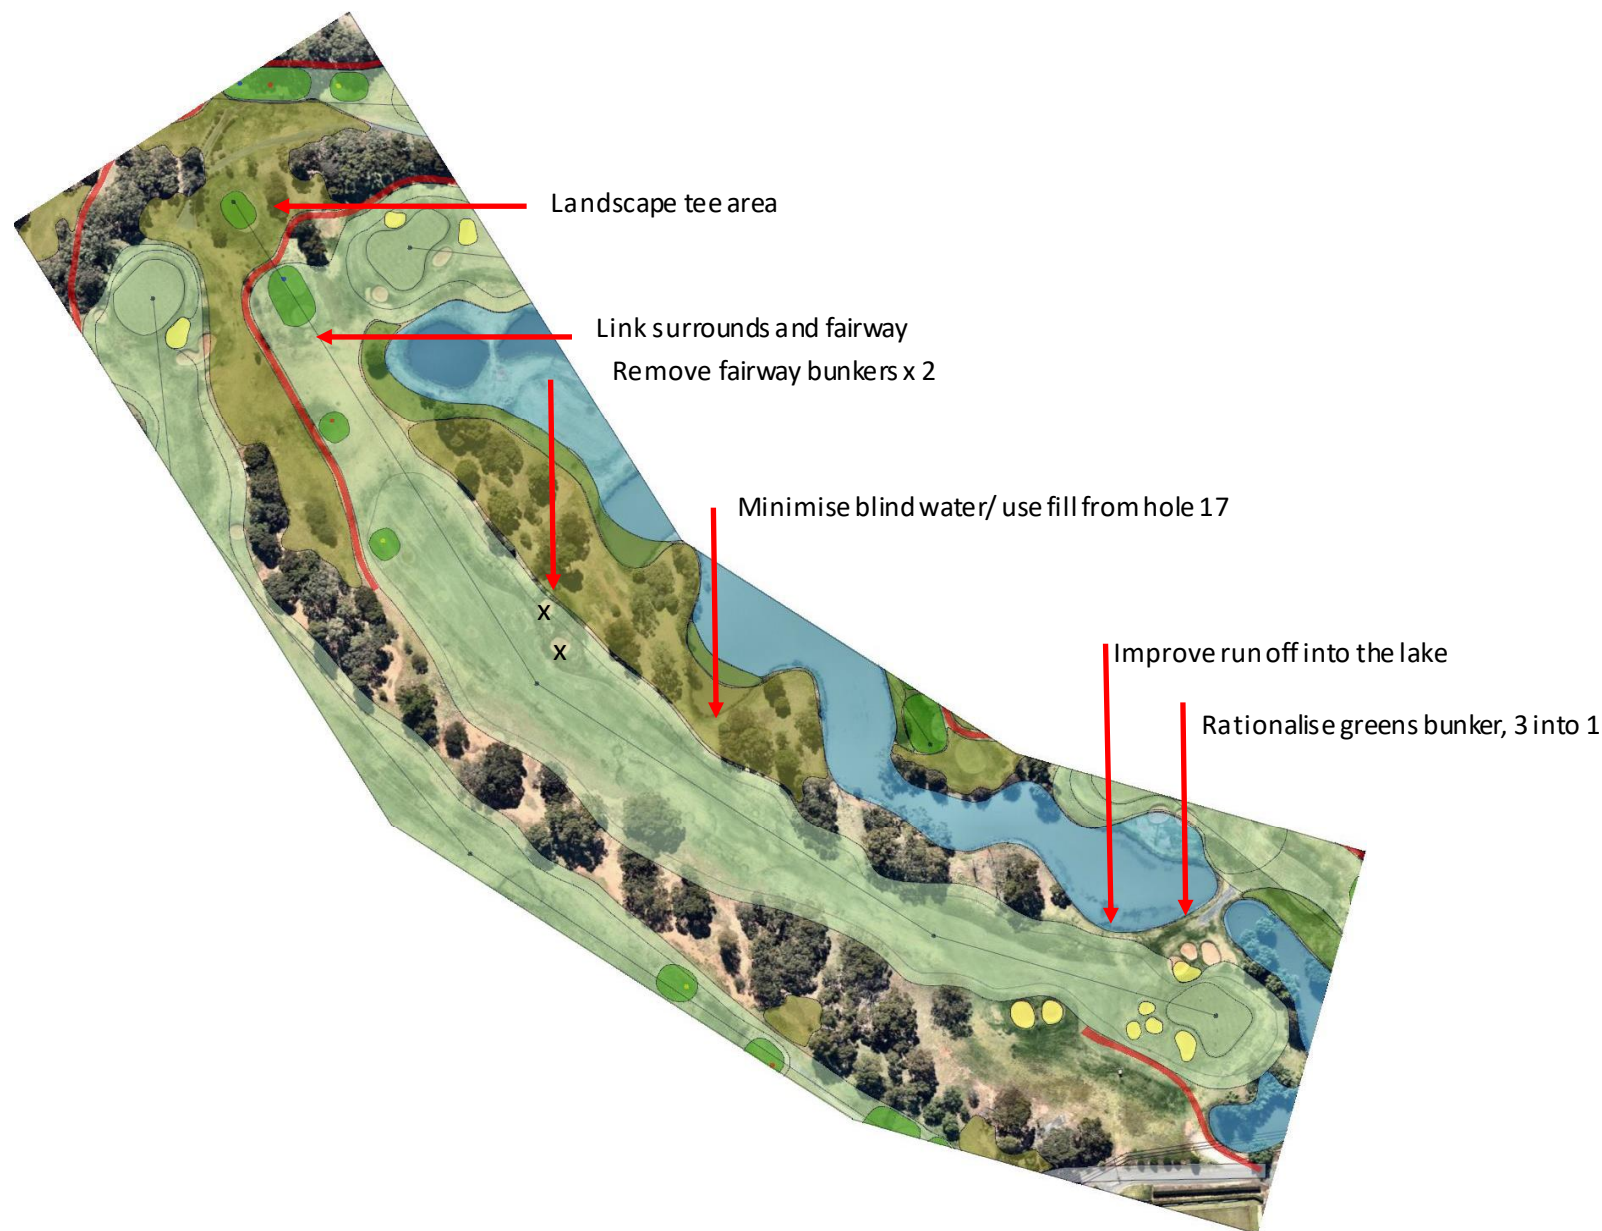 Landscape tee area
Link surrounds and fairway
Remove fairway bunkers x 2
Minimise blind water/ use fill from hole 17
X
X
Improve run off into the lake
Rationalise greens bunker, 3 into 1